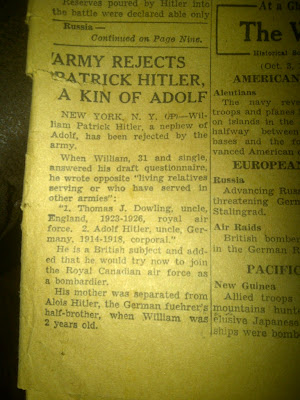 Reserves poured by Hitler into
the battle were declared able only
Russia—
Continued on Page Nine.
ARMY REJECTS
PATRICK HITLER,
A KIN OF ADOLF
NEW YORK, N. Y. (P)—Wil-
liam Patrick Hitler, a nephew of
Adolf, has been rejected by the
army.
When William, 31 and single,
answered his draft questionnaire,
he wrote opposite "living relatives
serving or who have served in
other armies":
"1. Thomas J. Dowling, uncle,
England, 1923-1926, royal air
force. 2. Adolf Hitler, uncle, Ger-
many, 1914-1918, corporal."
He is a British subject and add-
ed that he would try now to join
the Royal Canadian air force as
a bombardier.
His mother was separated from
Alois Hitler, the German fuehrer's
half-brother, when William was
2 years old.
At a G
The W
Historical &
(Oct. 3,
AMERICAN
Aleutians
The navy reve
troops and planes
on islands in the
halfway between
bases and the fu
vanced American
EUROPEAN
Russia
Advancing Rus
threatening Germ
Stalingrad.
Air Raids
British bombe
in the German
PACIFI
New Guinea
Allied troops
mountains hunt
elusive Japanese
ships were bomb